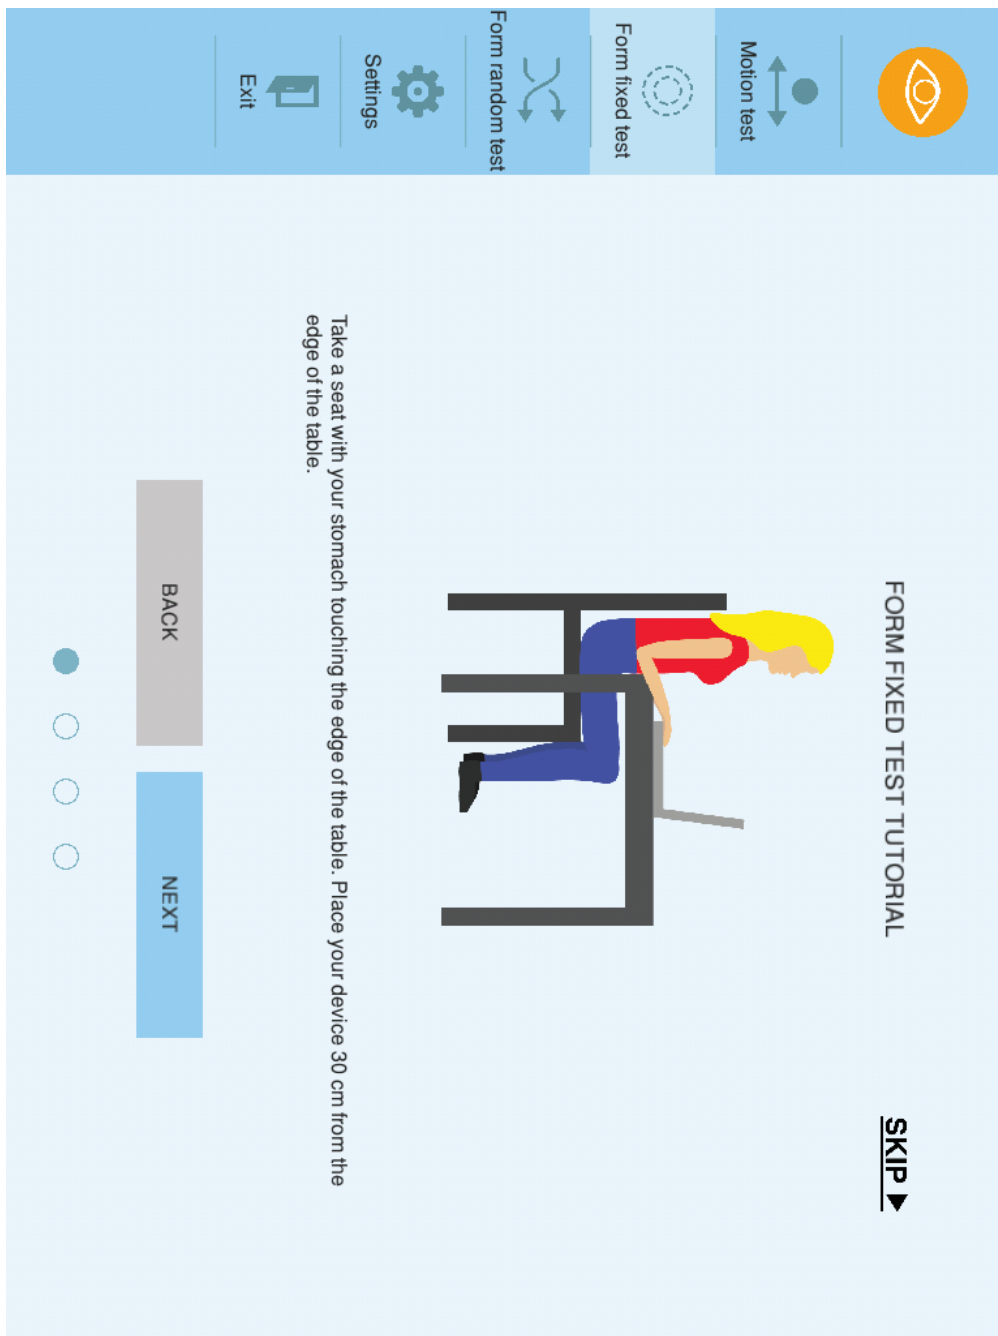 Motion test
Form fixed test
Form random test
Settings
Exit
FORM FIXED TEST TUTORIAL
SKIP
Take a seat with your stomach touching the edge of the table. Place your device 30 cm from the
edge of the table.
BACK
NEXT